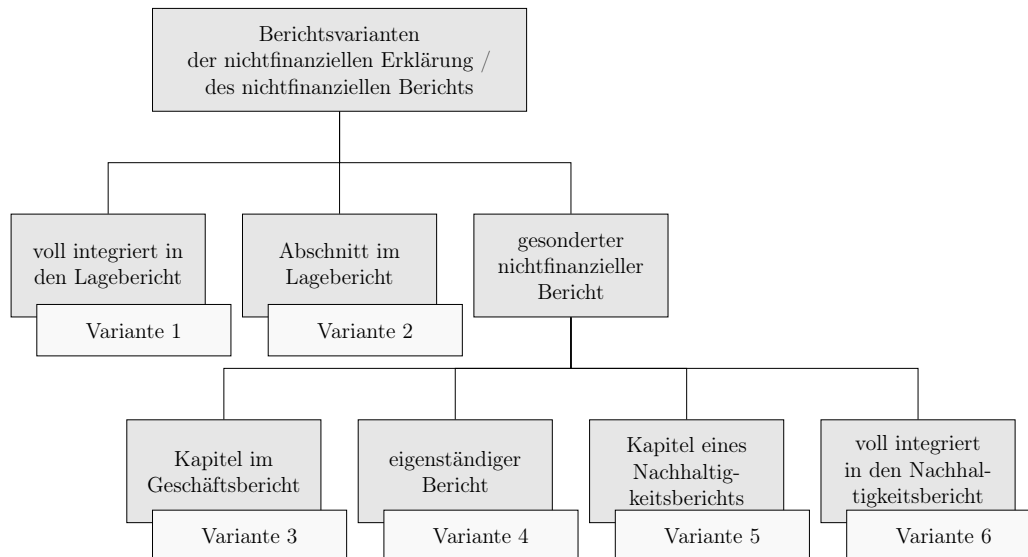 Berichtsvarianten
der nichtfinanziellen Erklärung /
des nichtfinanziellen Berichts
voll integriert in
den Lagebericht
Variante 1
Abschnitt im
Lagebericht
Variante 2
gesonderter
nichtfinanzieller
Bericht
Kapitel im
Geschäftsbericht
Variante 3
eigenständiger
Bericht
Variante 4
Kapitel eines
Nachhaltig-
keitsberichts
Variante 5
voll integriert
in den Nachhal-
tigkeitsbericht
Variante 6